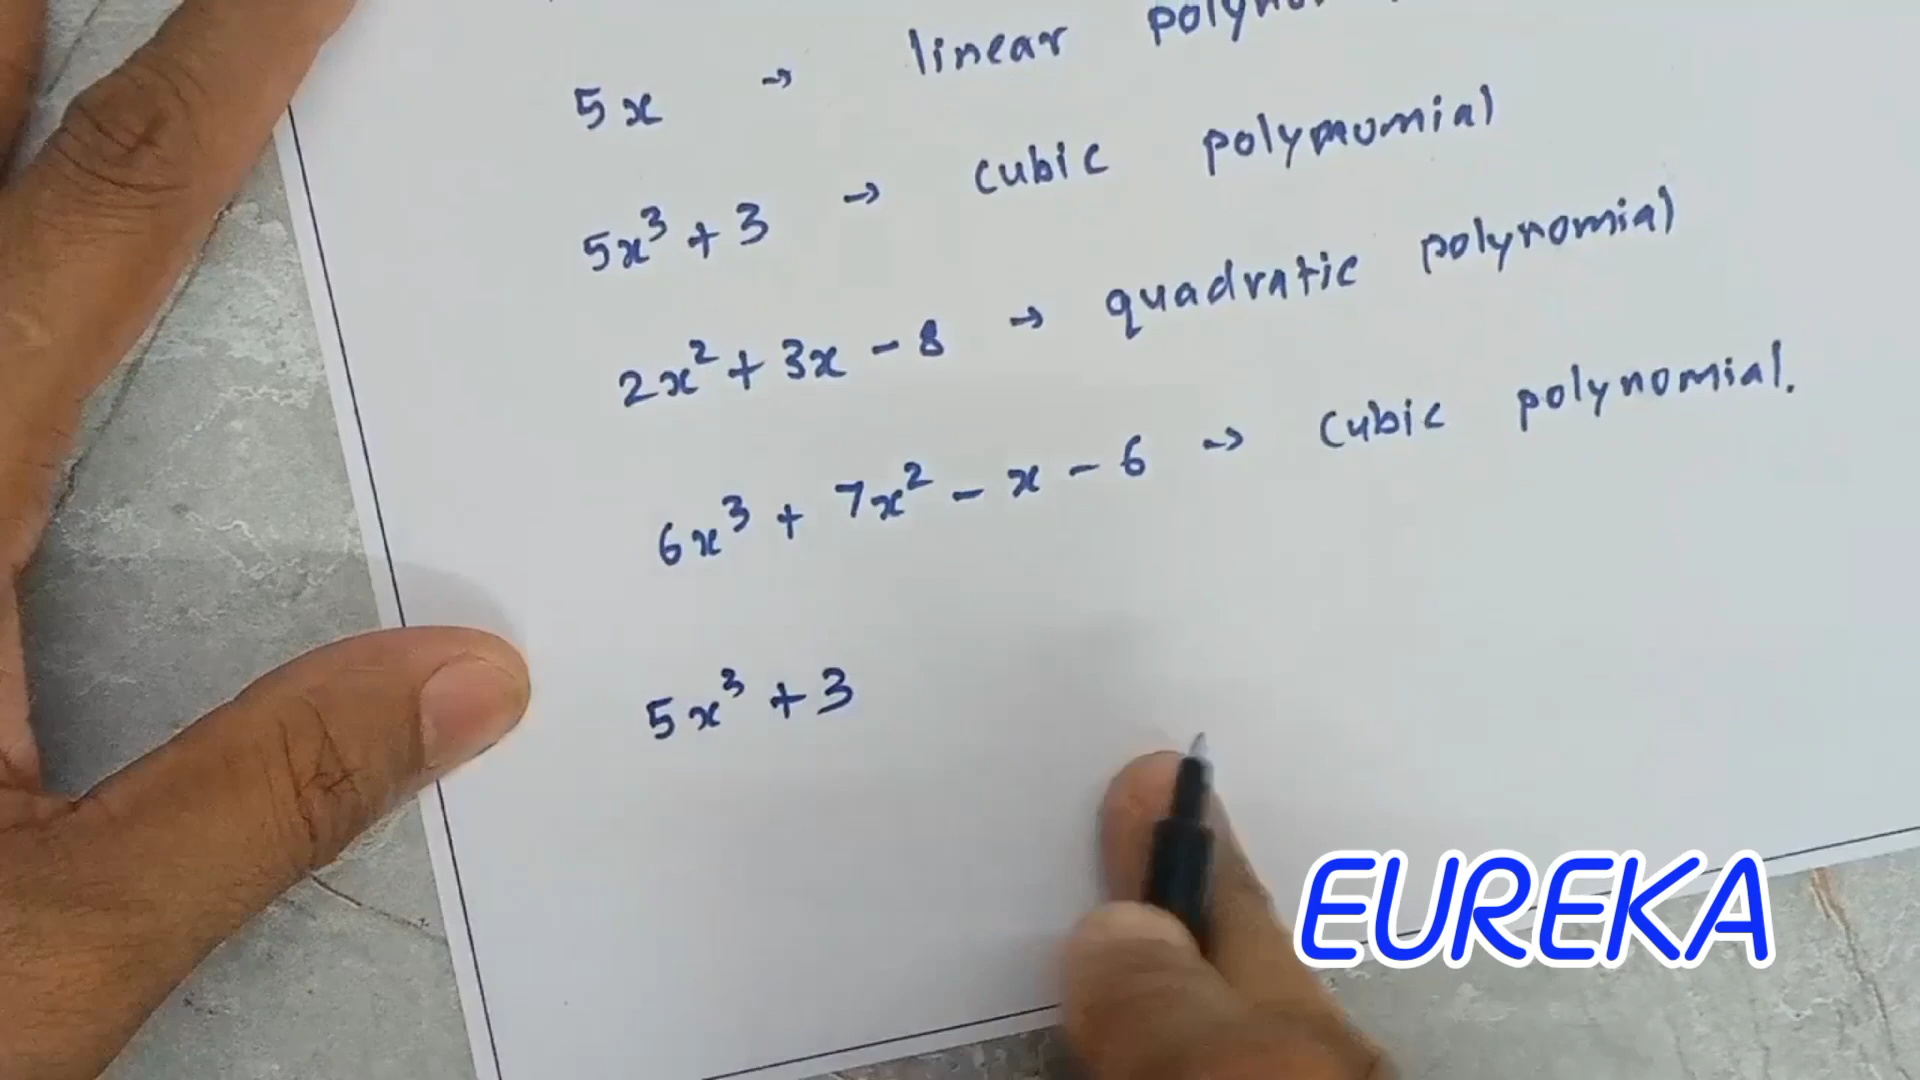 5x → linear
5x³ + 3 → cubic polymomial
2x² + 3x - 8 → quadratic polynomial
6x³ + 7x² - x - 6 → cubic polynomial.
5x³ + 3
EUREKA